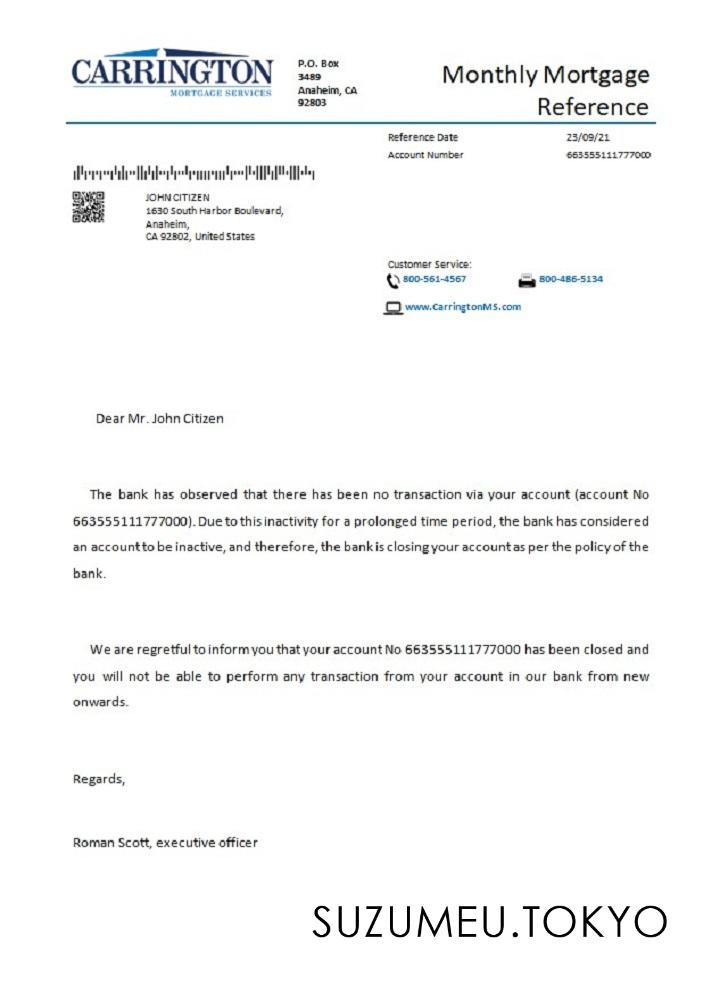 CARRINGTON
MORTGAGE SERVICES
P.O. Box
3489
Anaheim, CA
92803
Monthly Mortgage
Reference
Reference Date 23/09/21
Account Number 663555111777000
JOHN CITIZEN
1630 South Harbor Boulevard,
Anaheim,
CA 92802, United States
Customer Service:
800-561-4567 800-486-5134
www.CarringtonMS.com
Dear Mr. John Citizen
The bank has observed that there has been no transaction via your account (account No
663555111777000). Due to this inactivity for a prolonged time period, the bank has considered
an account to be inactive, and therefore, the bank is closing your account as per the policy of the
bank.
We are regretful to inform you that your account No 663555111777000 has been closed and
you will not be able to perform any transaction from your account in our bank from new
onwards.
Regards,
Roman Scott, executive officer
SUZUMEU.TOKYO